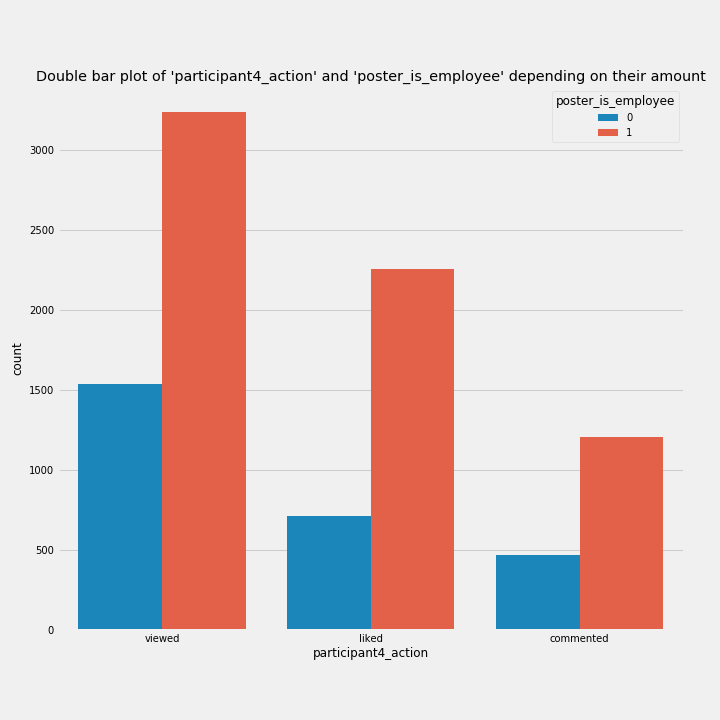 Double bar plot of 'participant4_action' and 'poster_is_employee' depending on their amount
poster_is_employee
0
1
3000
2500
2000
1500
1000
500
0
count
viewed
liked
commented
participant4_action